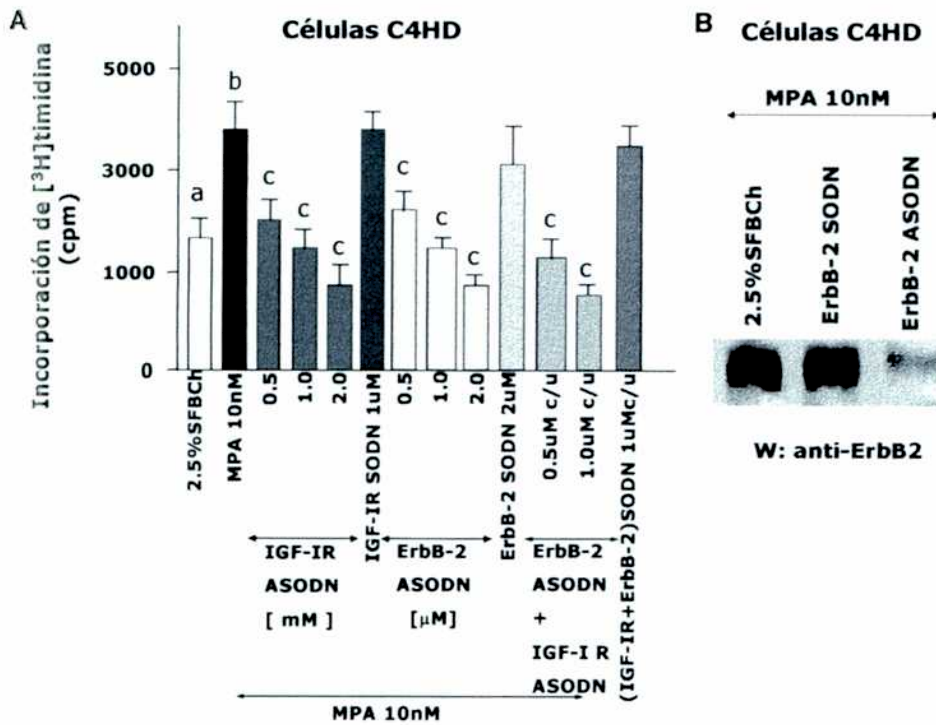 A
Células C4HD
Incorporación de [³H]timidina
(cpm)
5000
3000
1000
0
a
b
c
c
c
c
c
c
c
c
2.5%SFBCh
MPA 10nM
0.5
1.0
2.0
IGF-IR SODN 1uM
0.5
1.0
2.0
ErbB-2 SODN 2uM
0.5uM c/u
1.0uM c/u
(IGF-IR+ErbB-2)SODN 1uMc/u
IGF-IR
ASODN
[ mM ]
ErbB-2
ASODN
[µM]
ErbB-2
ASODN
+
IGF-I R
ASODN
MPA 10nM
B
Células C4HD
MPA 10nM
2.5%SFBCh
ErbB-2 SODN
ErbB-2 ASODN
W: anti-ErbB2